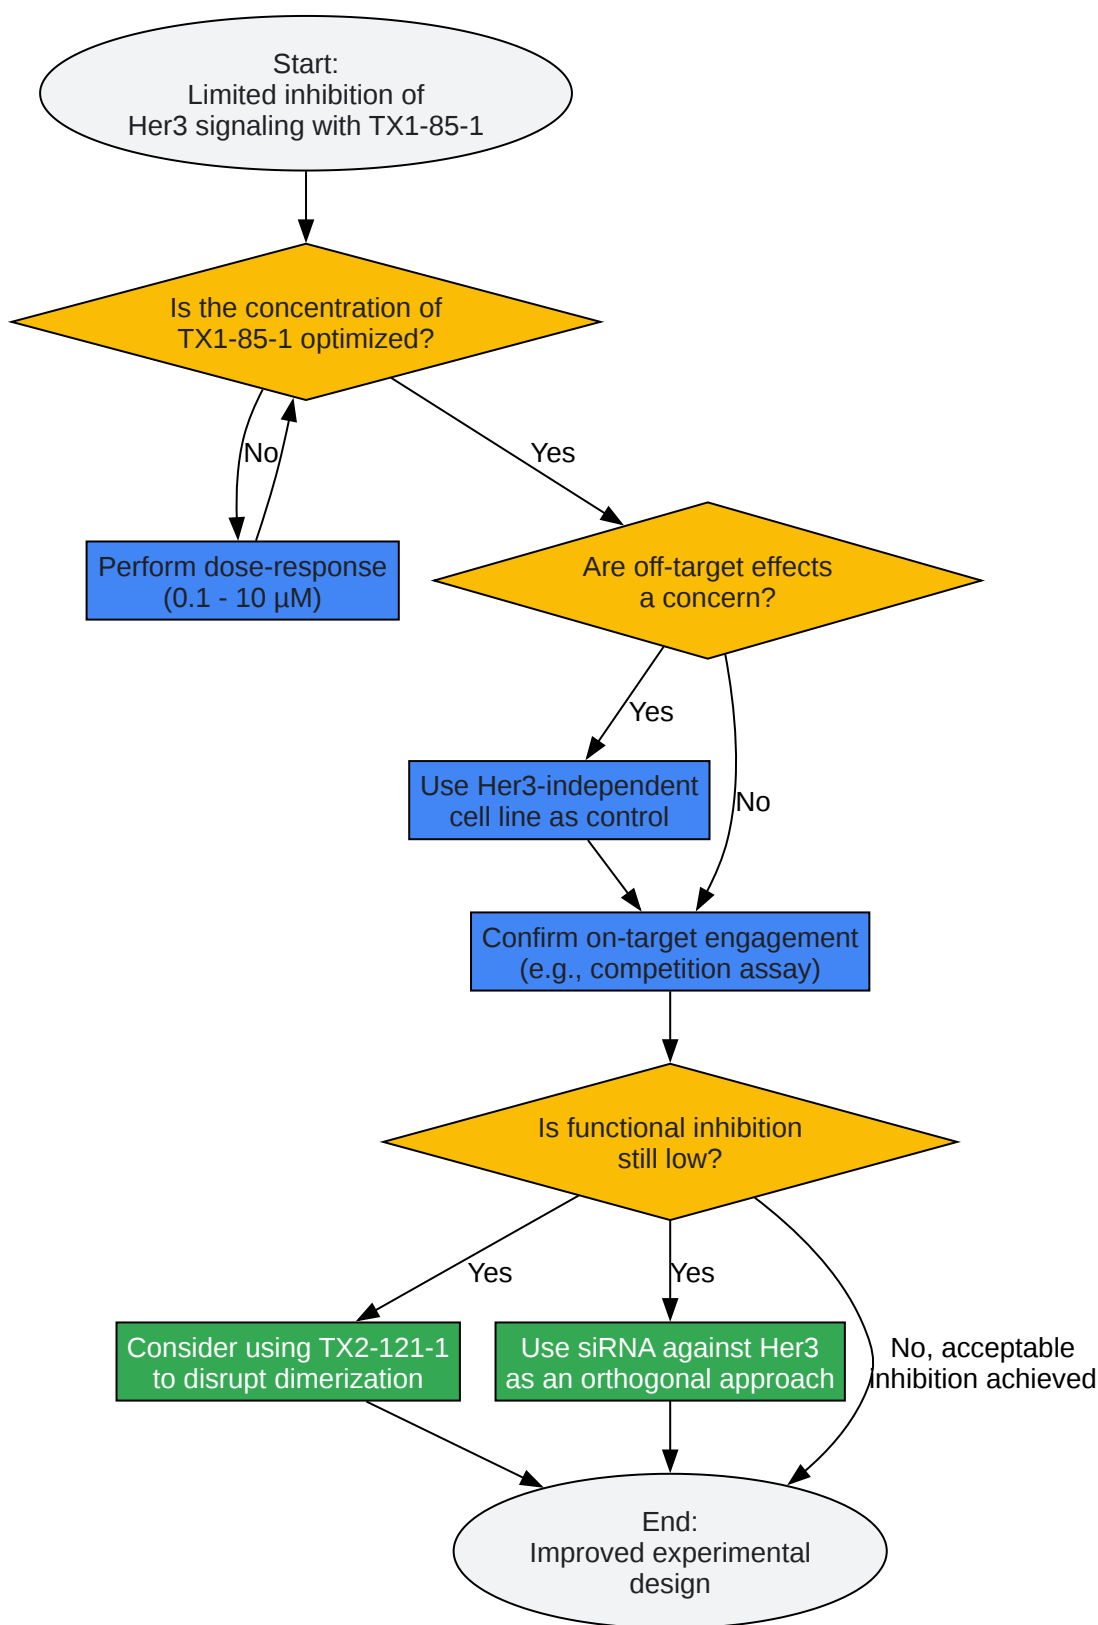 Start:
Limited inhibition of
Her3 signaling with TX1-85-1
Is the concentration of
TX1-85-1 optimized?
No
Yes
Perform dose-response
(0.1 - 10 µM)
Are off-target effects
a concern?
Yes
No
Use Her3-independent
cell line as control
Confirm on-target engagement
(e.g., competition assay)
Is functional inhibition
still low?
Yes
Yes
No, acceptable
inhibition achieved
Consider using TX2-121-1
to disrupt dimerization
Use siRNA against Her3
as an orthogonal approach
End:
Improved experimental
design